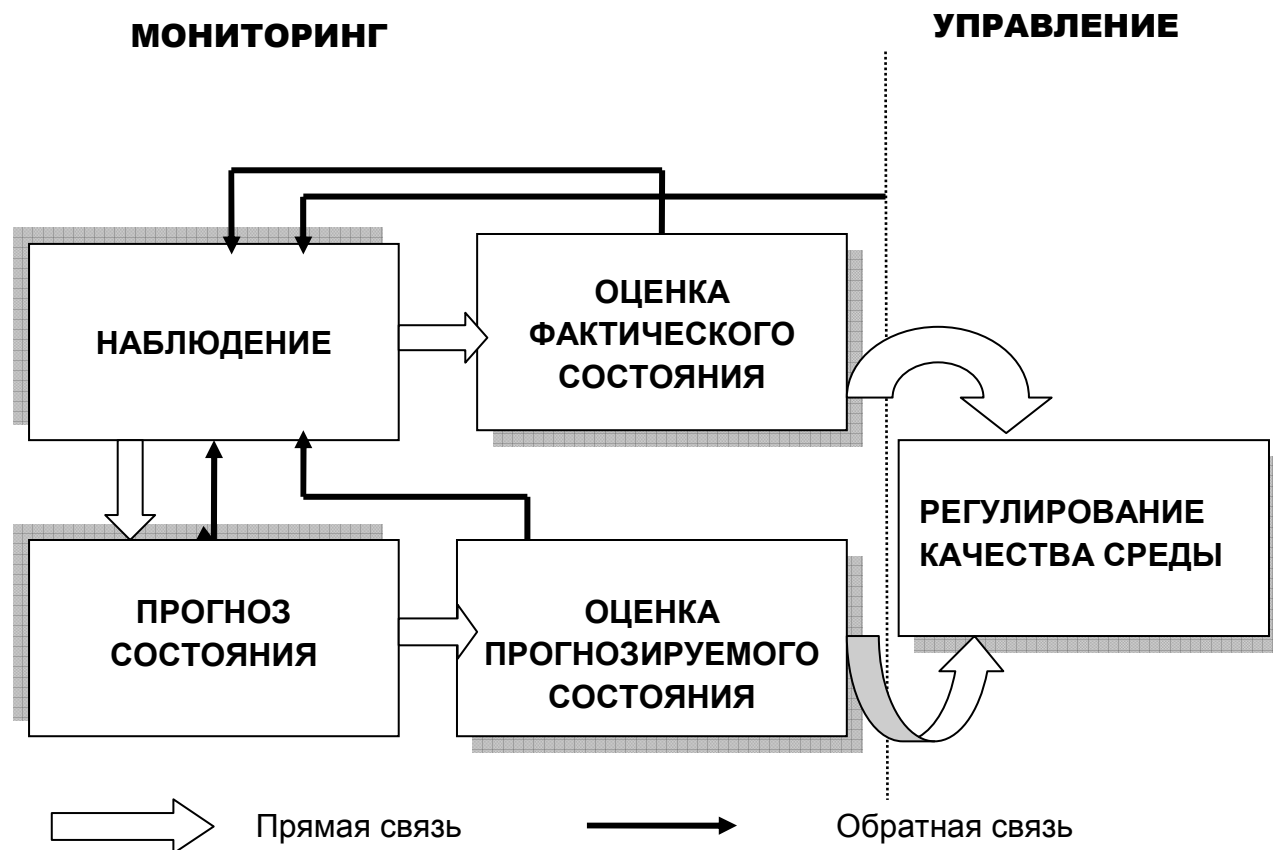 МОНИТОРИНГ
УПРАВЛЕНИЕ
НАБЛЮДЕНИЕ
ОЦЕНКА
ФАКТИЧЕСКОГО
СОСТОЯНИЯ
РЕГУЛИРОВАНИЕ
КАЧЕСТВА СРЕДЫ
ПРОГНОЗ
СОСТОЯНИЯ
ОЦЕНКА
ПРОГНОЗИРУЕМОГО
СОСТОЯНИЯ
Прямая связь
Обратная связь